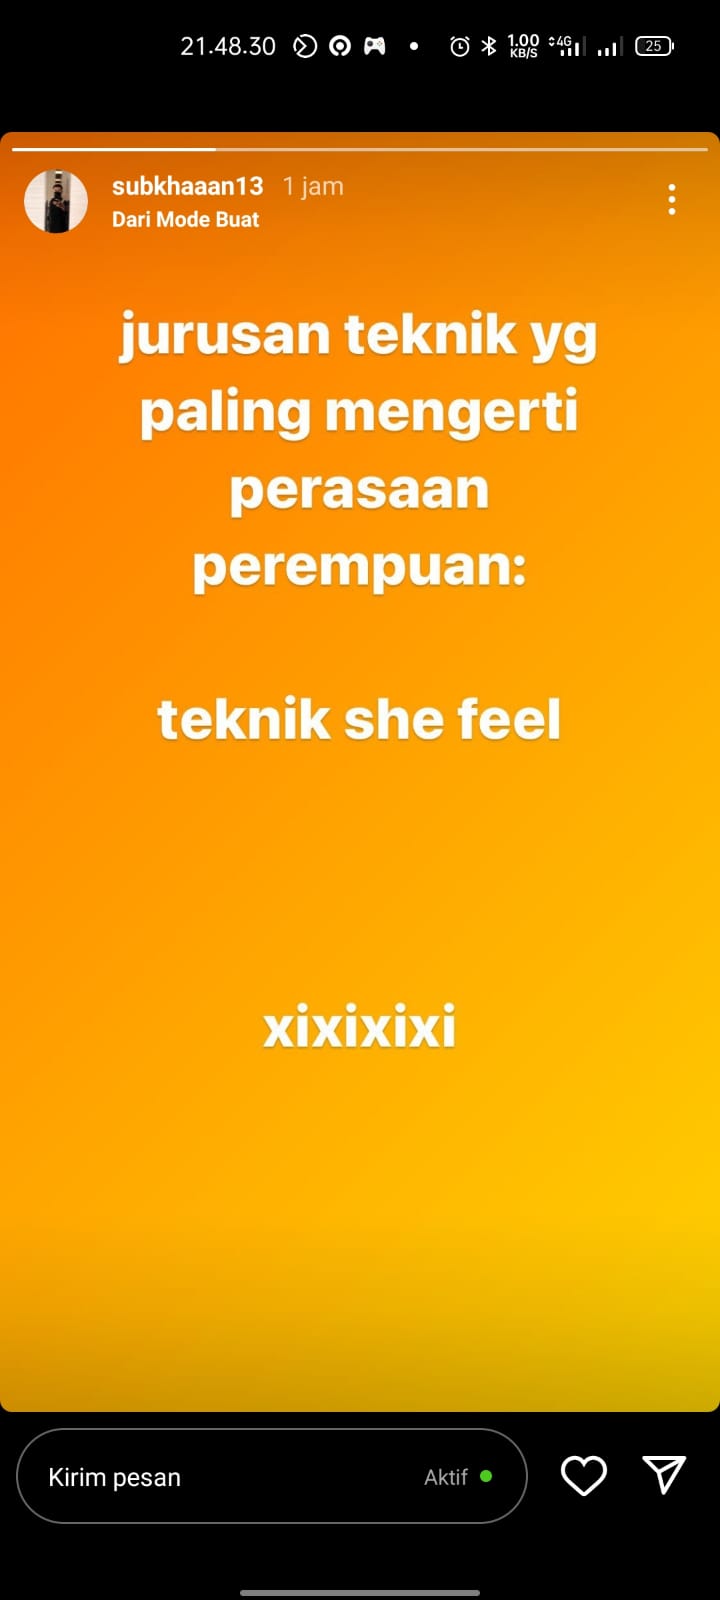 21.48.30
1.00
KB/S
4G
25
subkhaaan13 1 jam
Dari Mode Buat
jurusan teknik yg
paling mengerti
perasaan
perempuan:
teknik she feel
xixixixi
Kirim pesan
Aktif